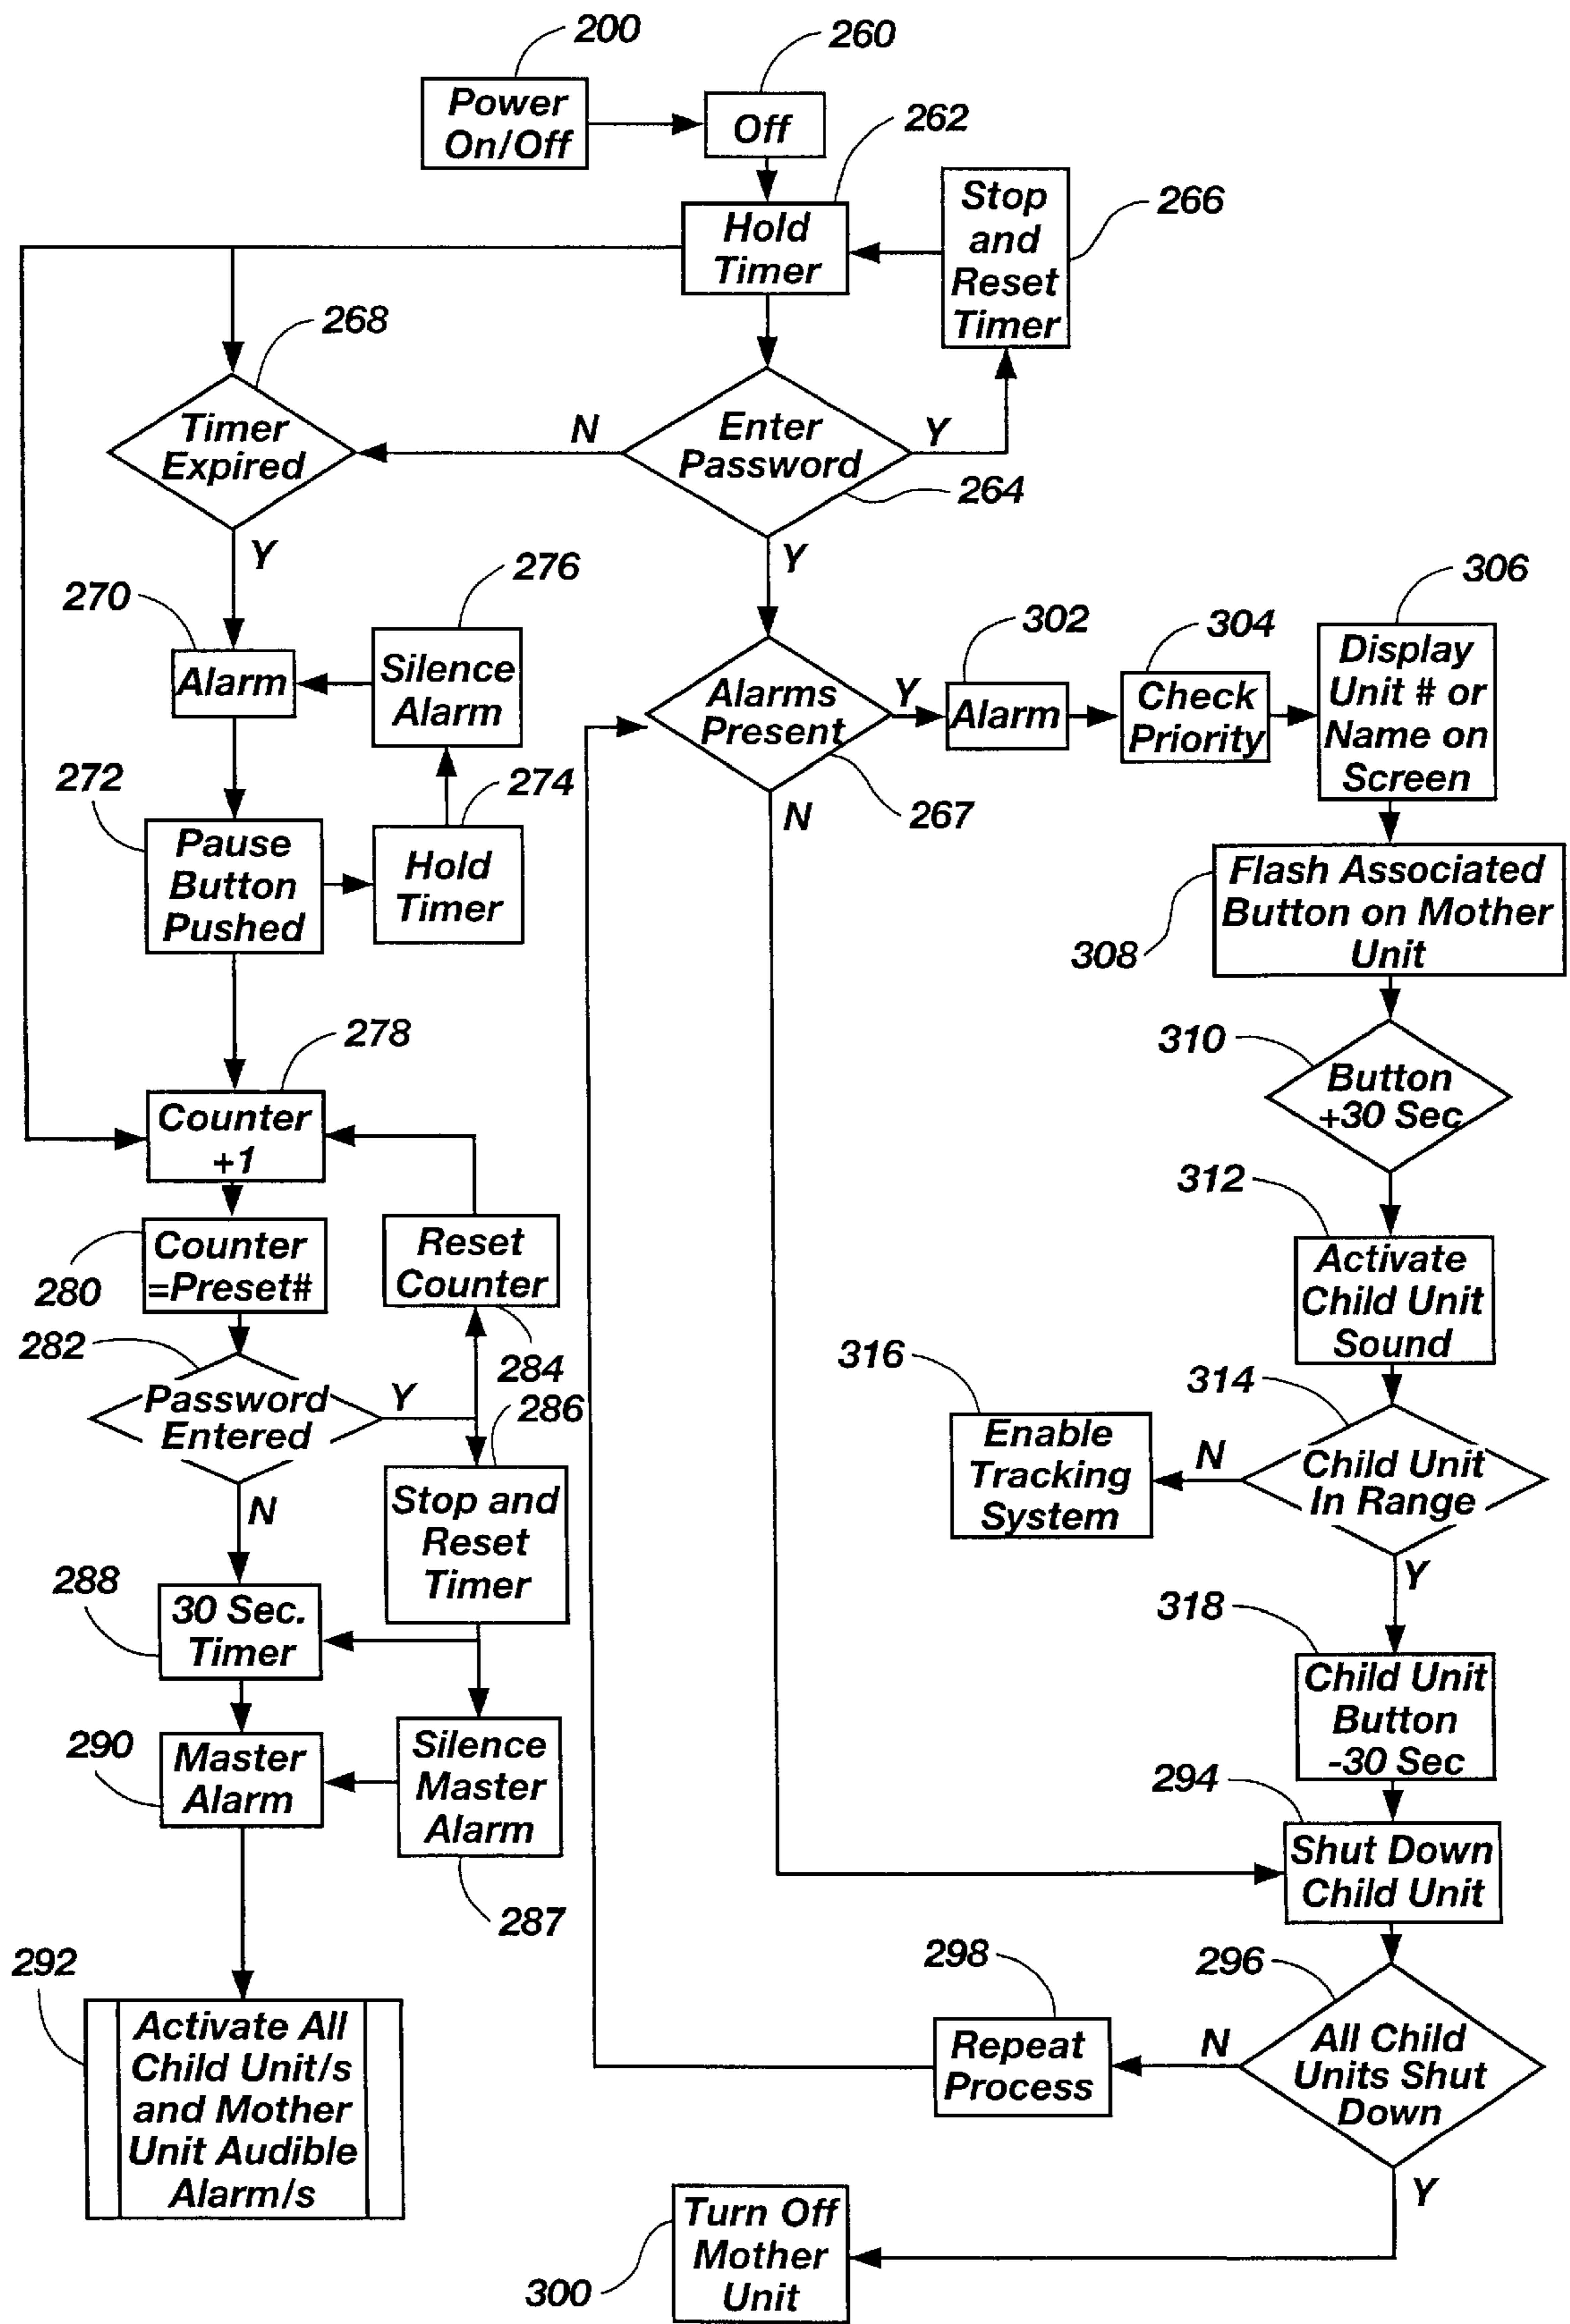 200
260
Power
On/Off
Off
262
Hold
Timer
Stop
and
Reset
Timer
266
268
Timer
Expired
N
Enter
Password
Y
264
Y
Y
270
Alarm
276
Silence
Alarm
272
Pause
Button
Pushed
274
Hold
Timer
Alarms
Present
267
Y
N
302
Alarm
304
Check
Priority
306
Display
Unit # or
Name on
Screen
Flash Associated
Button on Mother
Unit
308
310
Button
+30 Sec
278
Counter
+1
280
Counter
=Preset#
Reset
Counter
284
282
Password
Entered
Y
N
286
Stop and
Reset
Timer
288
30 Sec.
Timer
290
Master
Alarm
Silence
Master
Alarm
287
292
Activate All
Child Unit/s
and Mother
Unit Audible
Alarm/s
312
Activate
Child Unit
Sound
316
Enable
Tracking
System
314
N
Child Unit
In Range
Y
318
Child Unit
Button
-30 Sec
294
Shut Down
Child Unit
298
Repeat
Process
296
N
All Child
Units Shut
Down
Y
Turn Off
Mother
Unit
300